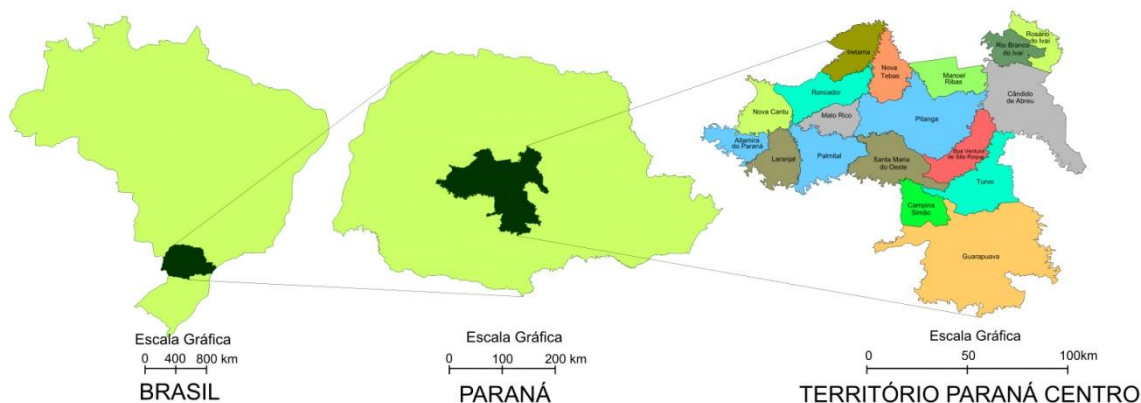 Iretama
Nova
Tebas
Manoel
Ribas
Rio Branco
do Ivaí
Rosário
do Ivaí
Roncador
Nova Cantu
Mato Rico
Pitanga
Cândido
de Abreu
Altamira
do Paraná
Laranjal
Palmital
Santa Maria
do Oeste
Boa Ventura
de São Roque
Turvo
Campina
Simão
Guarapuava
Escala Gráfica
0 400 800 km
BRASIL
Escala Gráfica
0 100 200 km
PARANÁ
Escala Gráfica
0 50 100km
TERRITÓRIO PARANÁ CENTRO